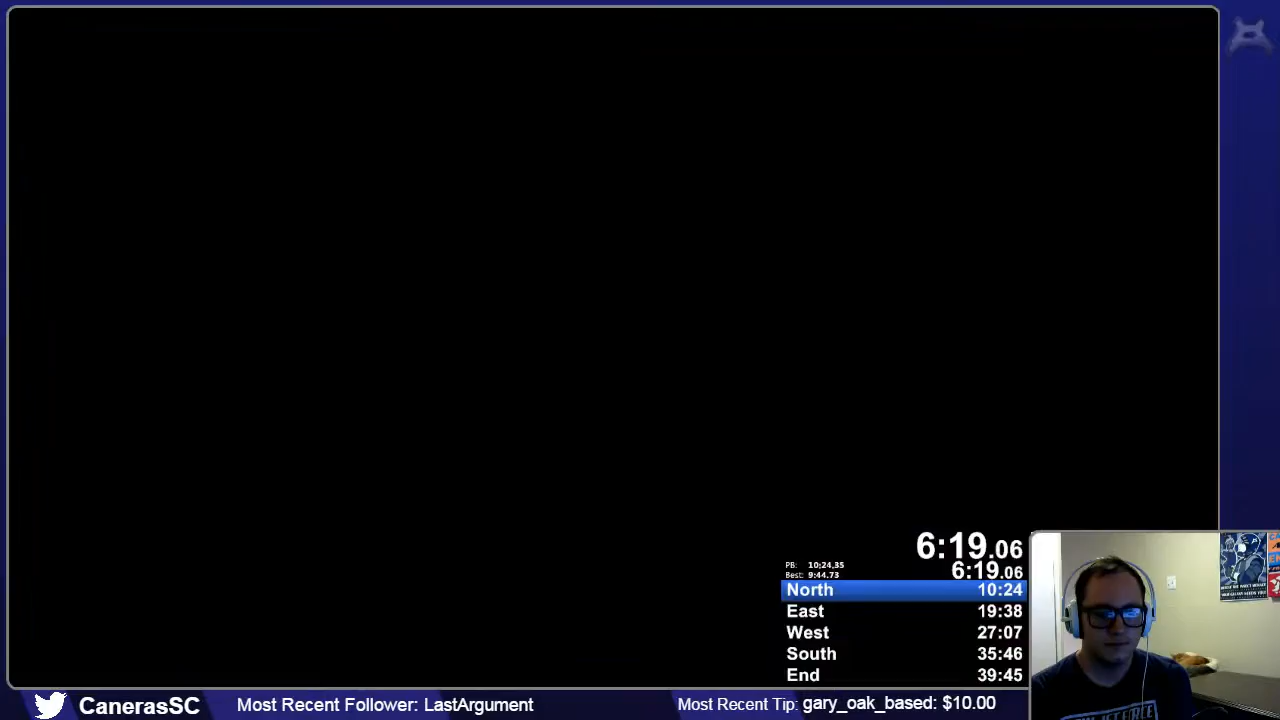 6:19.06
PB: 10:24.35
6:19.06
Best: 9:44.73
North 10:24
East 19:38
West 27:07
South 35:46
End 39:45
CanerasSC
Most Recent Follower: LastArgument
Most Recent Tip: gary_oak_based: $10.00